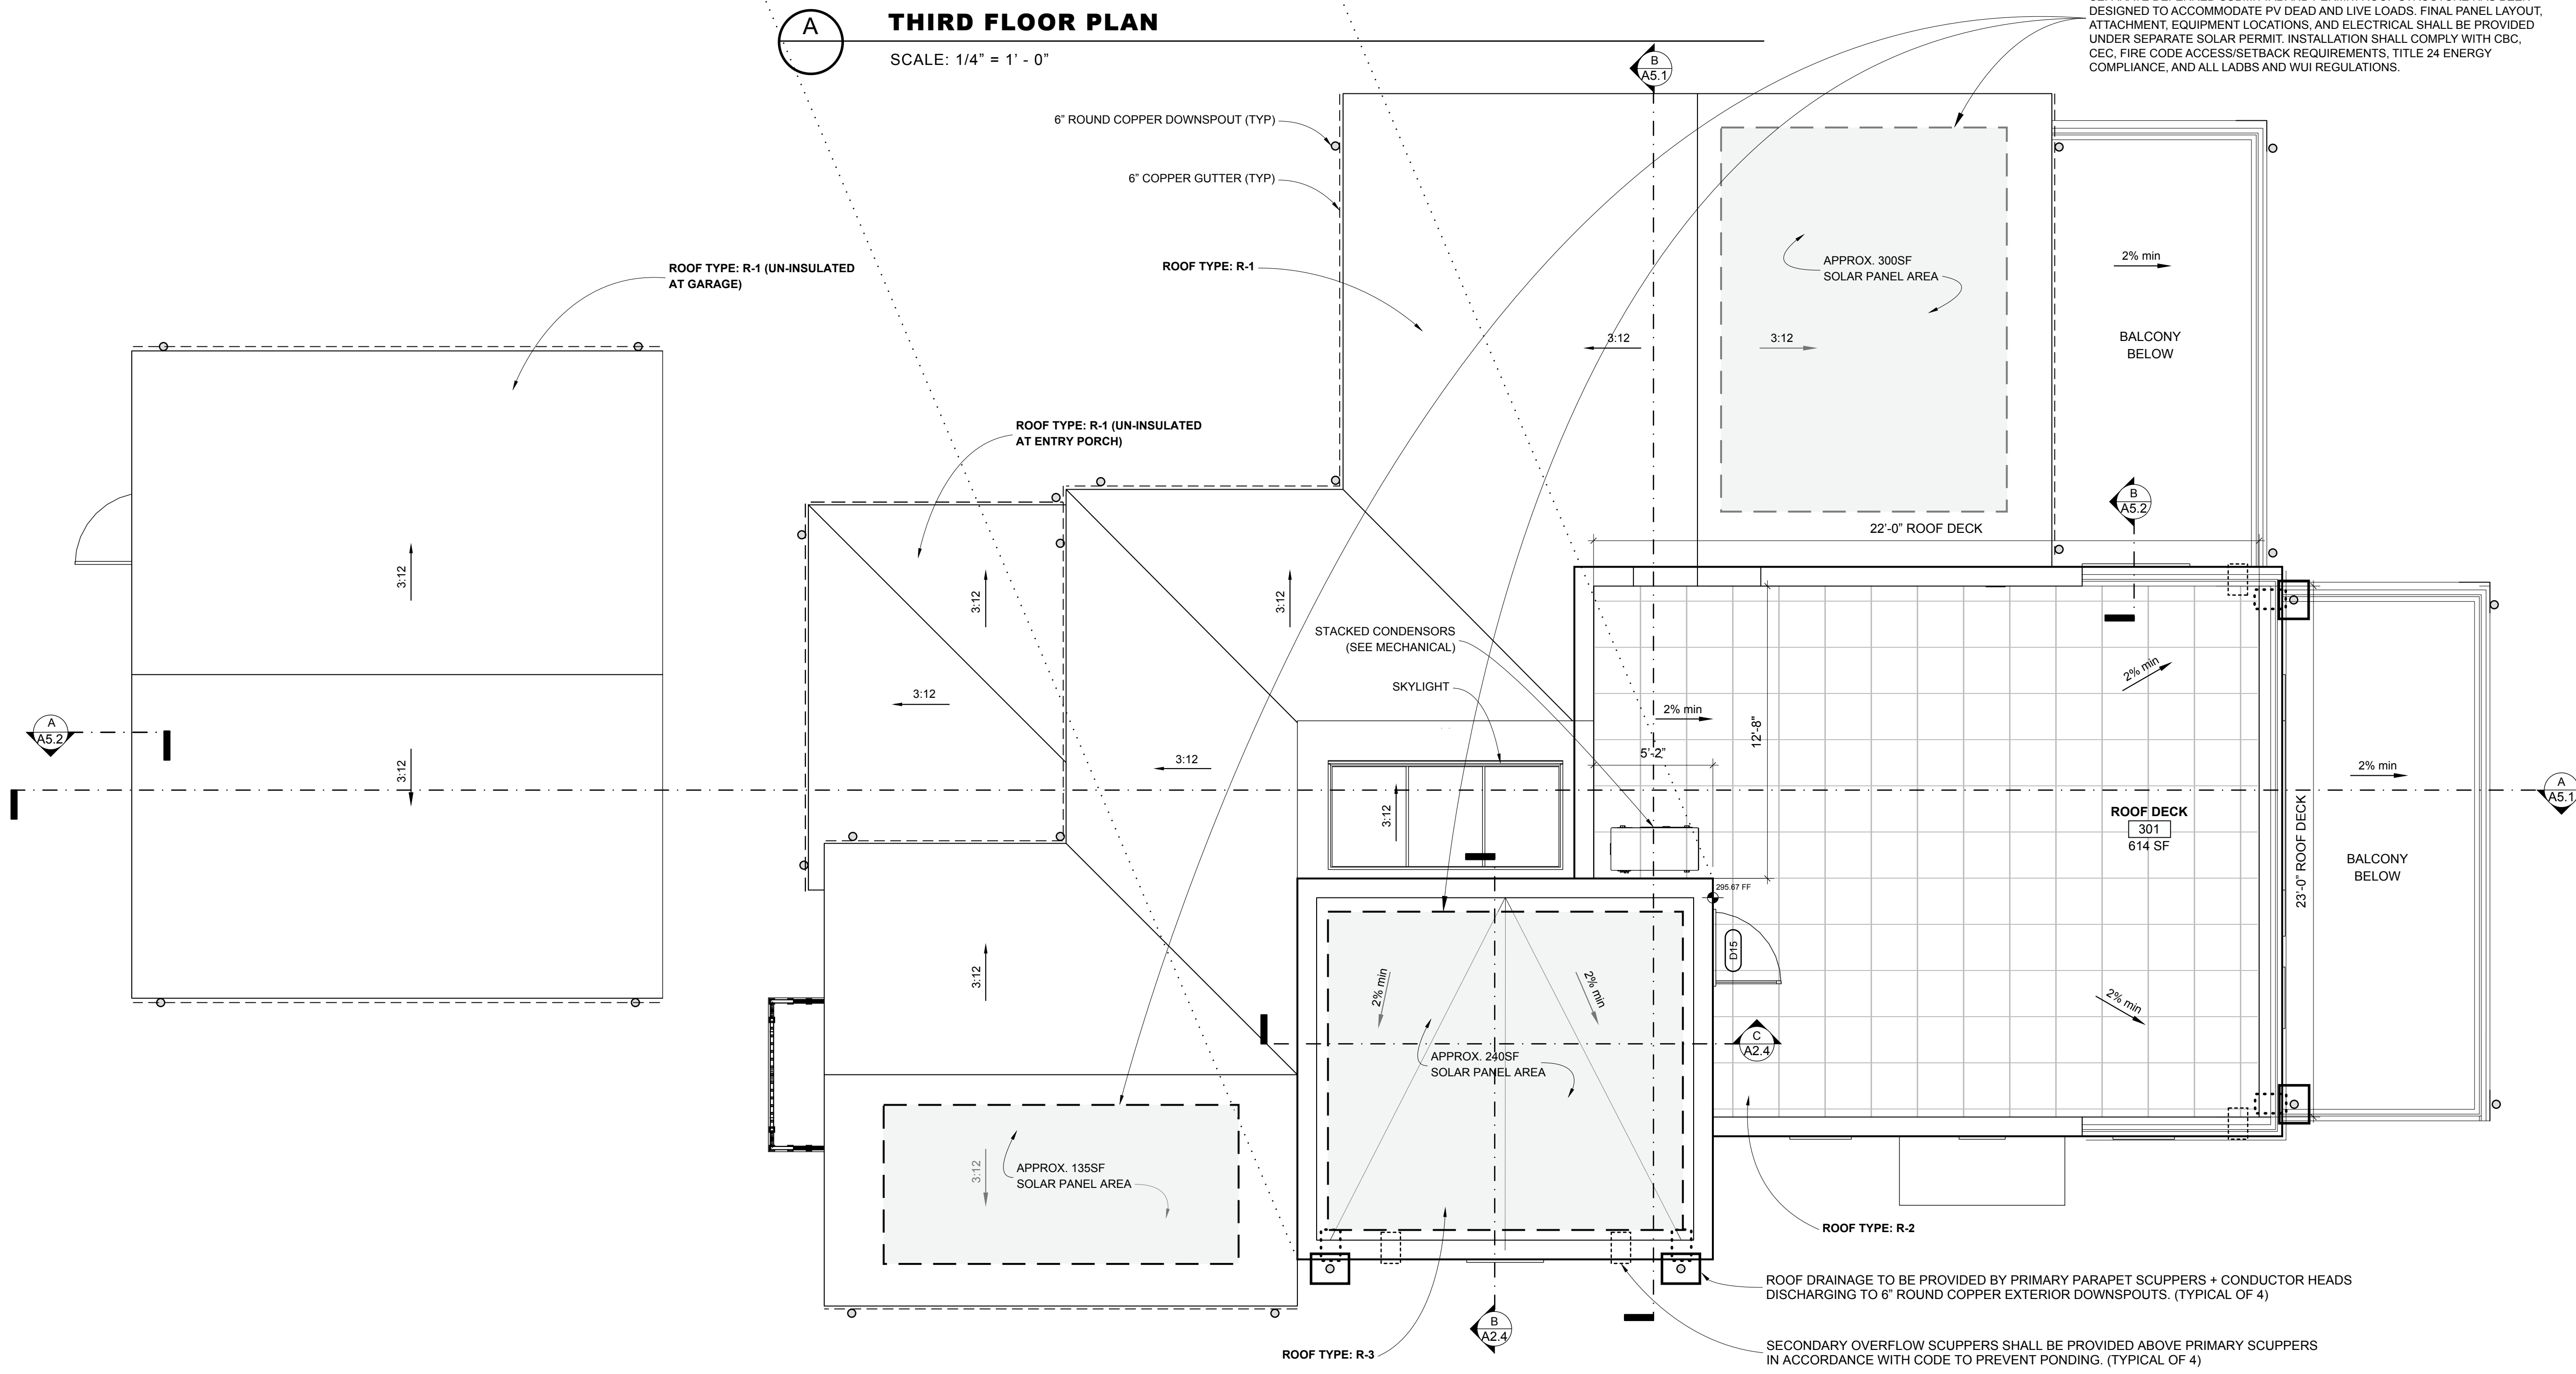 A
THIRD FLOOR PLAN
SCALE: 1/4” = 1' - 0”
DESIGNED TO ACCOMMODATE PV DEAD AND LIVE LOADS. FINAL PANEL LAYOUT,
ATTACHMENT, EQUIPMENT LOCATIONS, AND ELECTRICAL SHALL BE PROVIDED
UNDER SEPARATE SOLAR PERMIT. INSTALLATION SHALL COMPLY WITH CBC,
CEC, FIRE CODE ACCESS/SETBACK REQUIREMENTS, TITLE 24 ENERGY
COMPLIANCE, AND ALL LADBS AND WUI REGULATIONS.
B
A5.1
6” ROUND COPPER DOWNSPOUT (TYP)
6” COPPER GUTTER (TYP)
ROOF TYPE: R-1 (UN-INSULATED
AT GARAGE)
ROOF TYPE: R-1
APPROX. 300SF
SOLAR PANEL AREA
2% min
3:12
3:12
BALCONY
BELOW
ROOF TYPE: R-1 (UN-INSULATED
AT ENTRY PORCH)
B
A5.2
22'-0” ROOF DECK
3:12
3:12
3:12
STACKED CONDENSORS
(SEE MECHANICAL)
SKYLIGHT
2% min
2% min
3:12
12'-8"
5'-2”
A
A5.2
3:12
3:12
3:12
2% min
A
A5.1
ROOF DECK
301
614 SF
23'-0” ROOF DECK
BALCONY
BELOW
295.67 FF
D15
3:12
2% min
2% min
2% min
C
A2.4
APPROX. 240SF
SOLAR PANEL AREA
3:12
APPROX. 135SF
SOLAR PANEL AREA
ROOF TYPE: R-2
ROOF DRAINAGE TO BE PROVIDED BY PRIMARY PARAPET SCUPPERS + CONDUCTOR HEADS
DISCHARGING TO 6” ROUND COPPER EXTERIOR DOWNSPOUTS. (TYPICAL OF 4)
B
A2.4
ROOF TYPE: R-3
SECONDARY OVERFLOW SCUPPERS SHALL BE PROVIDED ABOVE PRIMARY SCUPPERS
IN ACCORDANCE WITH CODE TO PREVENT PONDING. (TYPICAL OF 4)